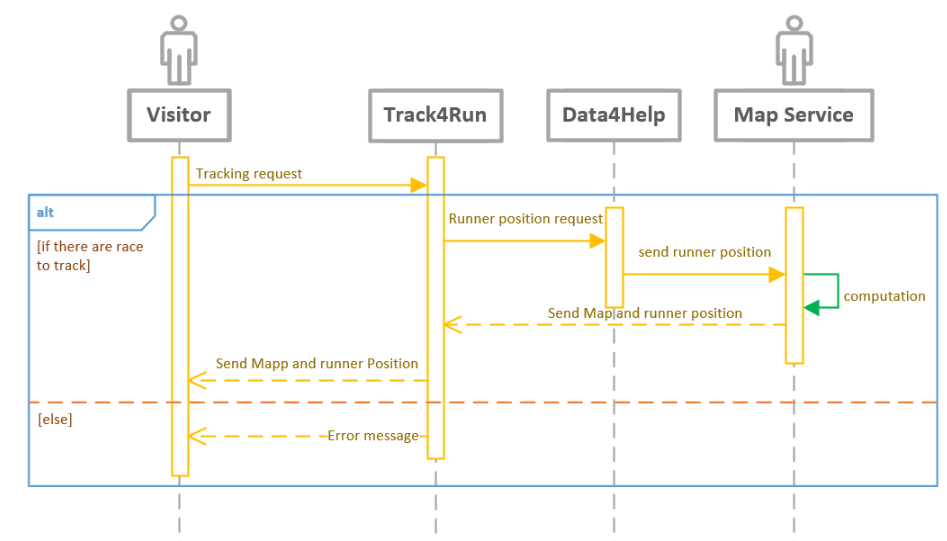 Visitor
Track4Run
Data4Help
Map Service
Tracking request
alt
[if there are race
to track]
Runner position request
send runner position
computation
Send Map and runner position
Send Mapp and runner Position
[else]
Error message